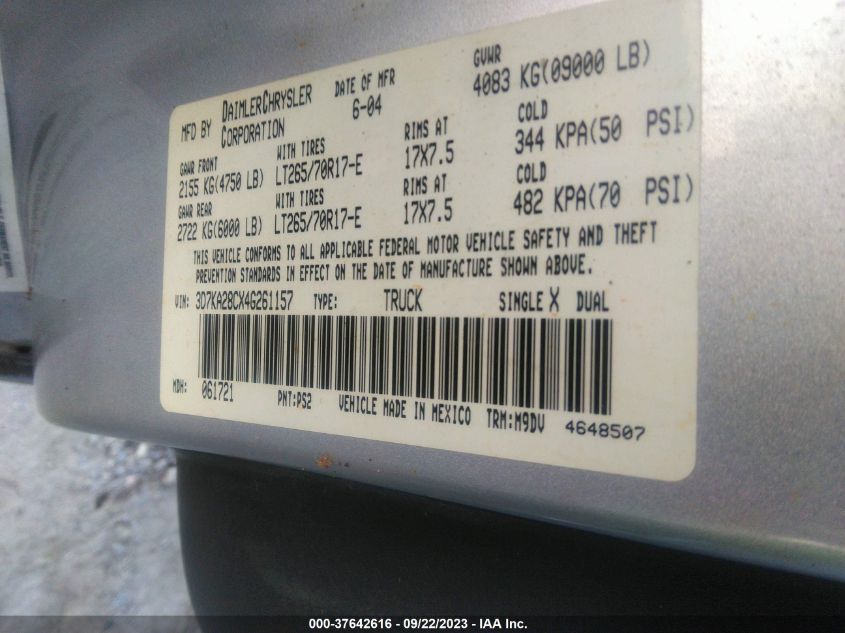 MFD BY DAIMLERCHRYSLER CORPORATION DATE OF MFR 6-04 GVWR 4083 KG(09000 LB)
GAWR FRONT WITH TIRES RIMS AT COLD
2155 KG(4750 LB) LT265/70R17-E 17X7.5 344 KPA(50 PSI)
GAWR REAR WITH TIRES RIMS AT COLD
2722 KG(6000 LB) LT265/70R17-E 17X7.5 482 KPA(70 PSI)
THIS VEHICLE CONFORMS TO ALL APPLICABLE FEDERAL MOTOR VEHICLE SAFETY AND THEFT
PREVENTION STANDARDS IN EFFECT ON THE DATE OF MANUFACTURE SHOWN ABOVE.
VIN: 3D7KA28CX4G261157 TYPE: TRUCK SINGLE X DUAL
MDH: 061721 PNT:PS2 VEHICLE MADE IN MEXICO TRM:M9DV 4648507
000-37642616 - 09/22/2023 - IAA Inc.